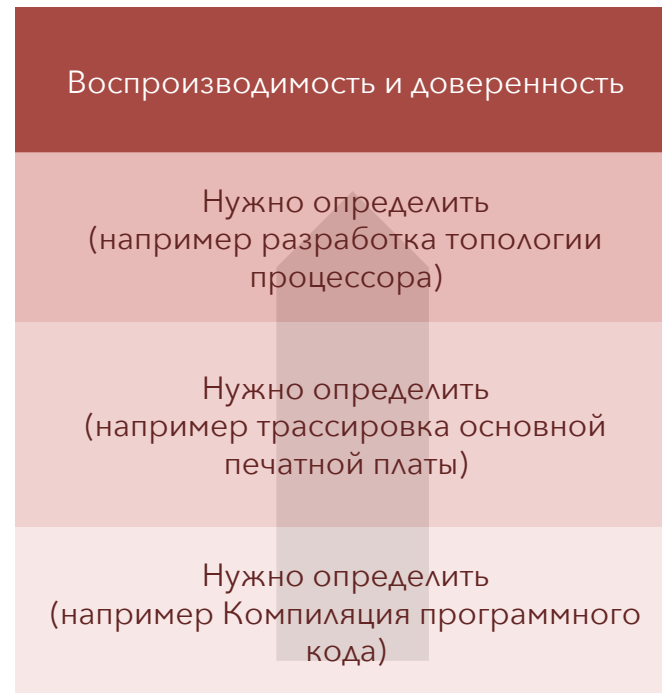 Воспроизводимость и доверенность
Нужно определить
(например разработка топологии
процессора)
Нужно определить
(например трассировка основной
печатной платы)
Нужно определить
(например Компиляция программного
кода)